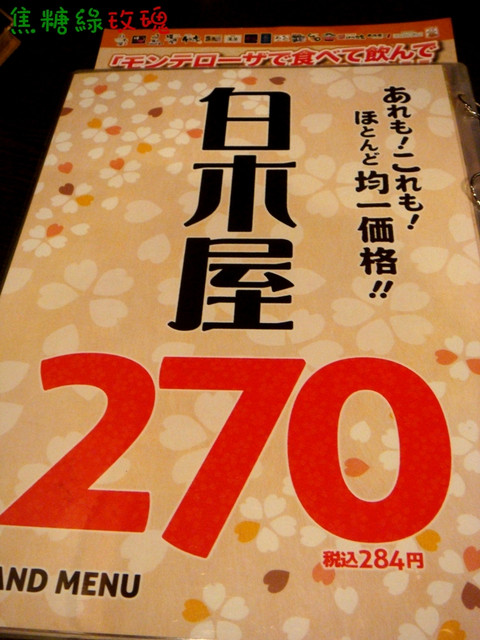 焦糖綠玫瑰
「モンテローザで食べて飲んで
あれも!これも!
ほとんど均一価格!!
白木屋
270
税込284円
AND MENU